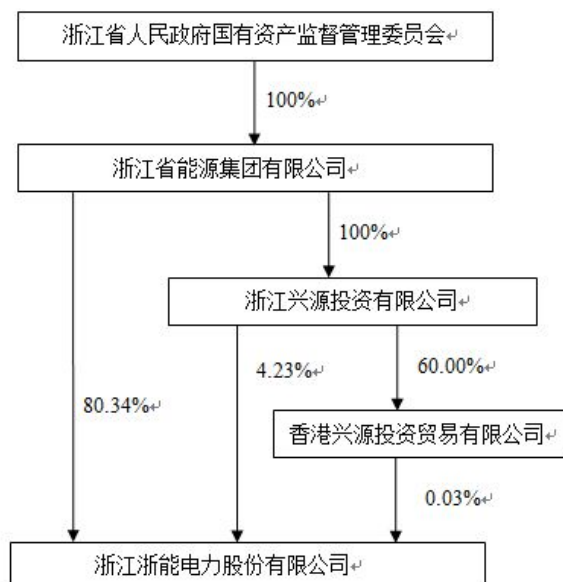 浙江省人民政府国有资产监督管理委员会↵
100%↵
浙江省能源集团有限公司↵
100%↵
浙江兴源投资有限公司↵
80.34%↵
4.23%↵
60.00%↵
香港兴源投资贸易有限公司↵
0.03%↵
浙江浙能电力股份有限公司↵